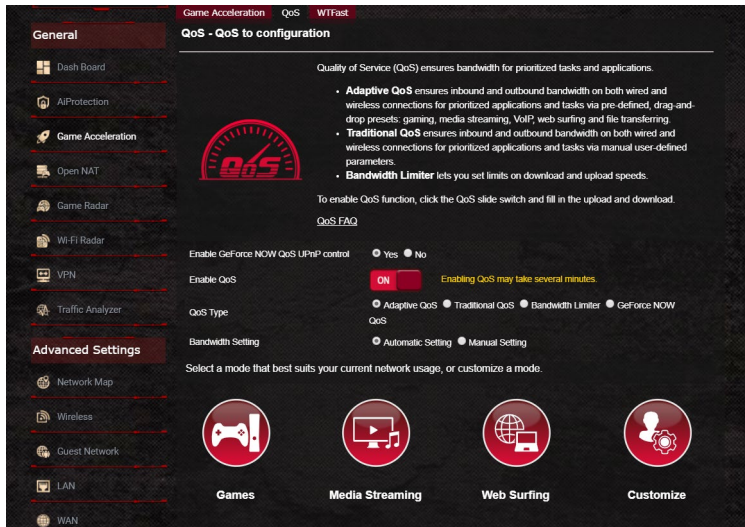 Game Acceleration QoS WTFast
General
QoS - QoS to configuration
Dash Board
AiProtection
Game Acceleration
Open NAT
Game Radar
Wi-Fi Radar
VPN
Traffic Analyzer
Advanced Settings
Network Map
Wireless
Guest Network
LAN
WAN
QoS
Quality of Service (QoS) ensures bandwidth for prioritized tasks and applications.
• Adaptive QoS ensures inbound and outbound bandwidth on both wired and
wireless connections for prioritized applications and tasks via pre-defined, drag-and-
drop presets: gaming, media streaming, VoIP, web surfing and file transferring.
• Traditional QoS ensures inbound and outbound bandwidth on both wired and
wireless connections for prioritized applications and tasks via manual user-defined
parameters.
• Bandwidth Limiter lets you set limits on download and upload speeds.
To enable QoS function, click the QoS slide switch and fill in the upload and download.
QoS FAQ
Enable GeForce NOW QoS UPnP control Yes No
Enable QoS ON Enabling QoS may take several minutes.
QoS Type Adaptive QoS Traditional QoS Bandwidth Limiter GeForce NOW
QoS
Bandwidth Setting Automatic Setting Manual Setting
Select a mode that best suits your current network usage, or customize a mode.
Games Media Streaming Web Surfing Customize